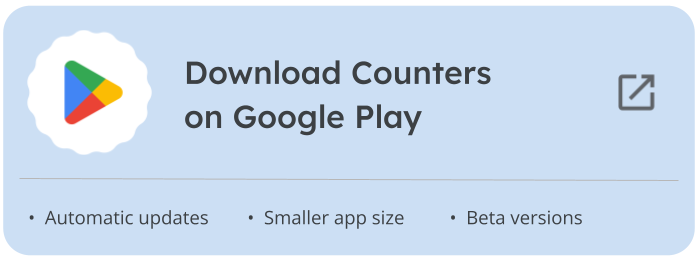 Download Counters
on Google Play
• Automatic updates • Smaller app size • Beta versions